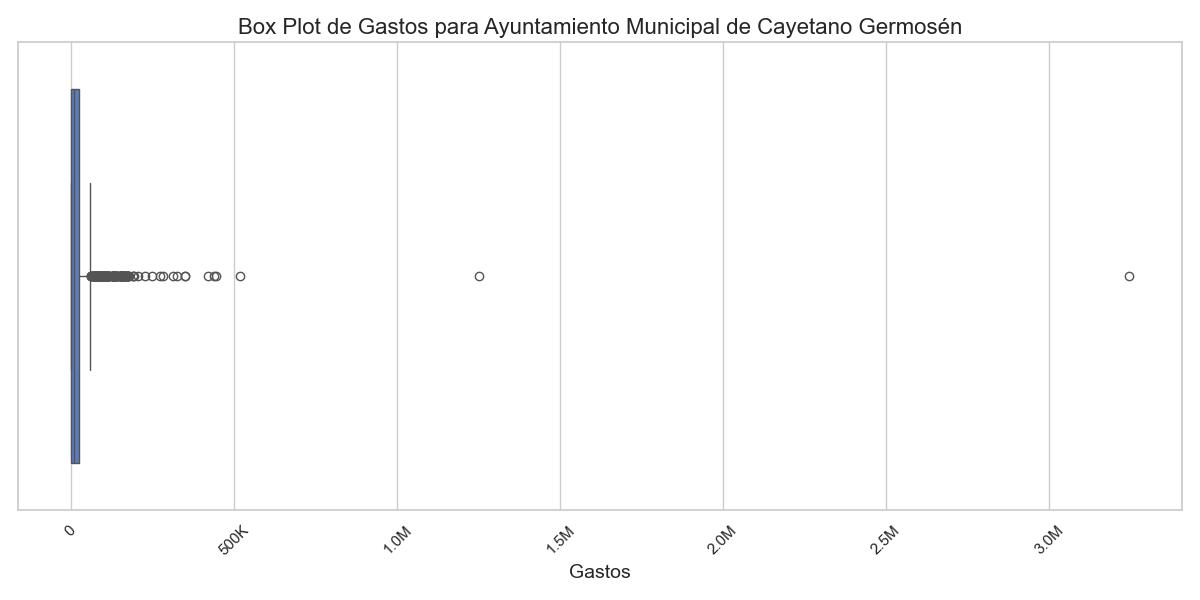 Box Plot de Gastos para Ayuntamiento Municipal de Cayetano Germosén
0
500K
1.0M
1.5M
2.0M
2.5M
3.0M
Gastos